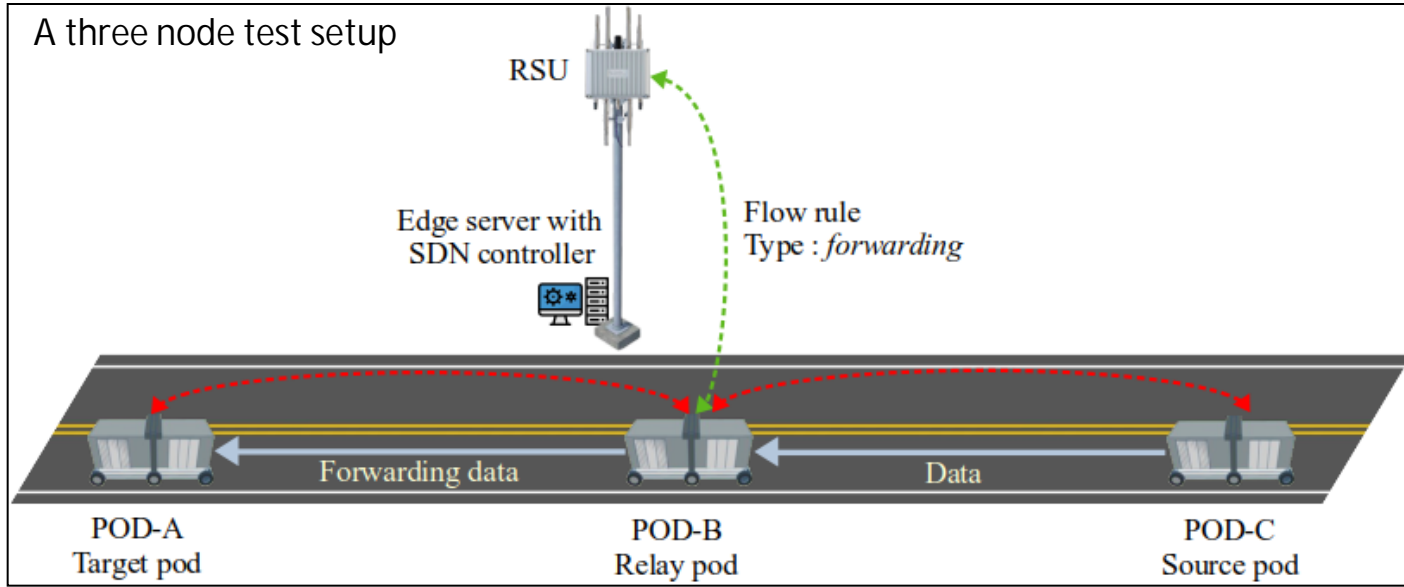 A three node test setup
RSU
Edge server with
SDN controller
Flow rule
Type : forwarding
Forwarding data
Data
POD-A
Target pod
POD-B
Relay pod
POD-C
Source pod